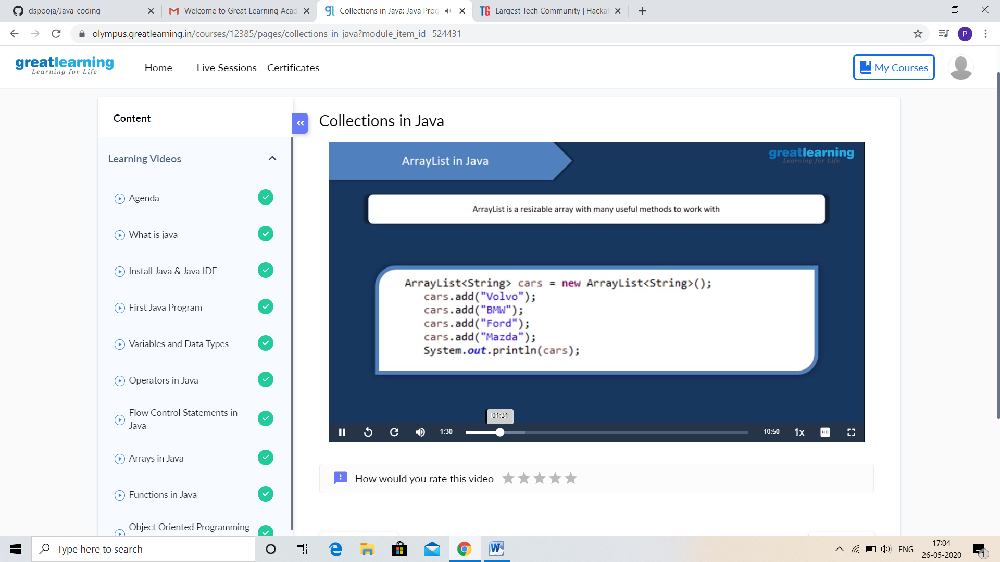 dspooja/Java-coding
Welcome to Great Learning Acad
Collections in Java: Java Prog
Largest Tech Community | Hacka
olympus.greatlearning.in/courses/12385/pages/collections-in-java?module_item_id=524431
P
greatlearning
Learning for Life
Home
Live Sessions
Certificates
My Courses
Content
Learning Videos
Agenda
What is java
Install Java & Java IDE
First Java Program
Variables and Data Types
Operators in Java
Flow Control Statements in
Java
Arrays in Java
Functions in Java
Object Oriented Programming
Collections in Java
ArrayList in Java
greatlearning
Learning for Life
ArrayList is a resizable array with many useful methods to work with
ArrayList<String> cars = new ArrayList<String>();
cars.add("Volvo");
cars.add("BMW");
cars.add("Ford");
cars.add("Mazda");
System.out.println(cars);
01:31
1:30
-10:50
1x
HD
How would you rate this video
Type here to search
ENG
17:04
26-05-2020
1